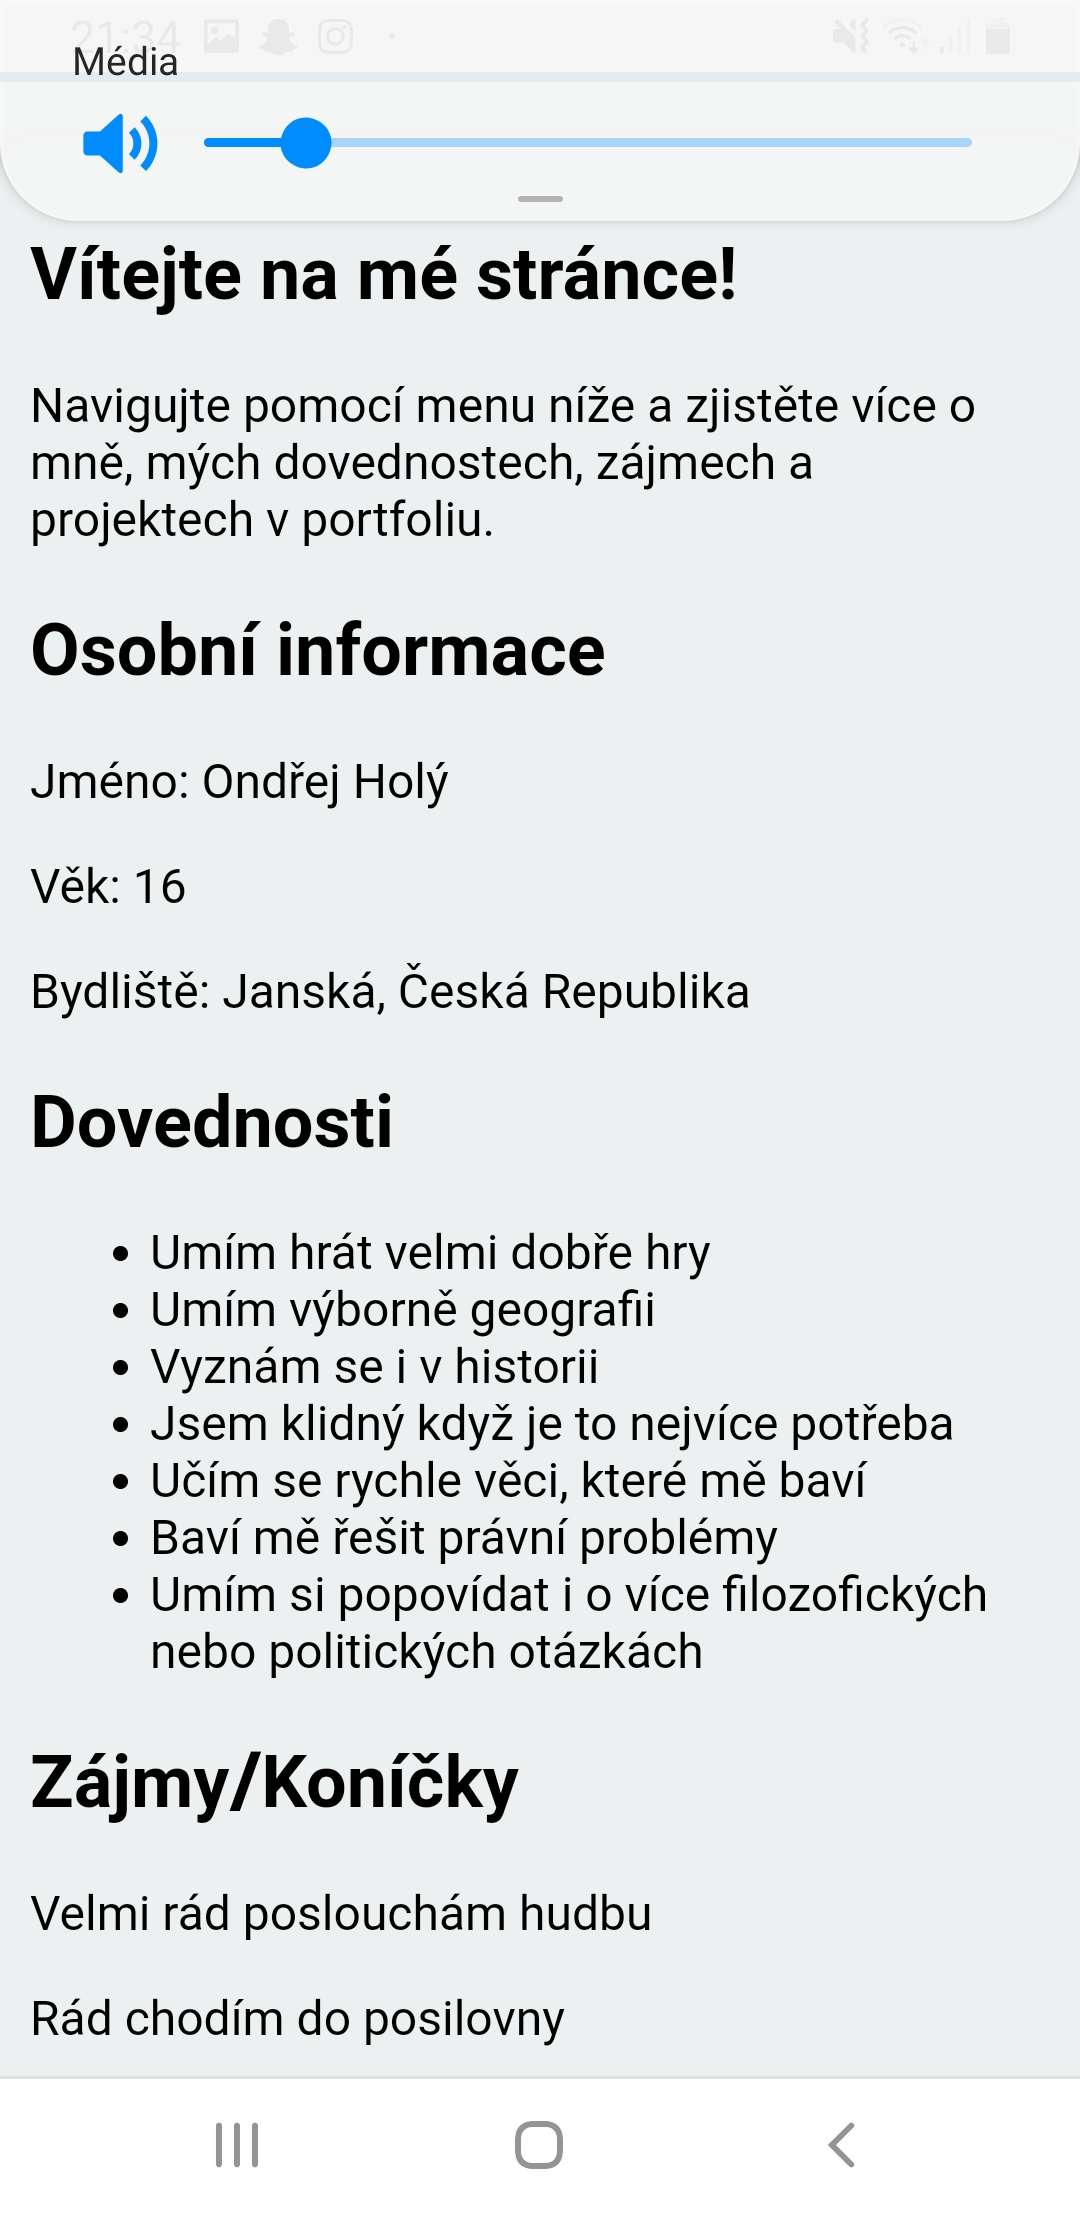 21:34
Média
Vítejte na mé stránce!
Navigujte pomocí menu níže a zjistěte více o
mně, mých dovednostech, zájmech a
projektech v portfoliu.
Osobní informace
Jméno: Ondřej Holý
Věk: 16
Bydliště: Janská, Česká Republika
Dovednosti
• Umím hrát velmi dobře hry
• Umím výborně geografii
• Vyznám se i v historii
• Jsem klidný když je to nejvíce potřeba
• Učím se rychle věci, které mě baví
• Baví mě řešit právní problémy
• Umím si popovídat i o více filozofických
nebo politických otázkách
Zájmy/Koníčky
Velmi rád poslouchám hudbu
Rád chodím do posilovny